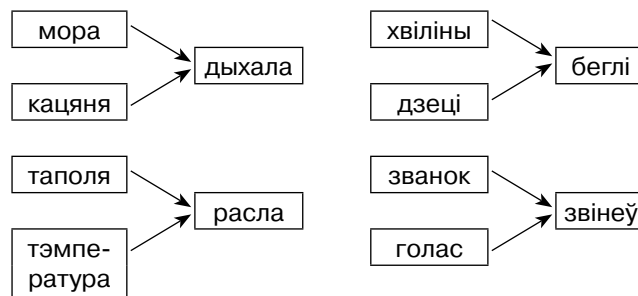 мора
дыхала
кацяня
хвіліны
беглі
дзеці
таполя
расла
тэмпе-
ратура
званок
звінеў
голас